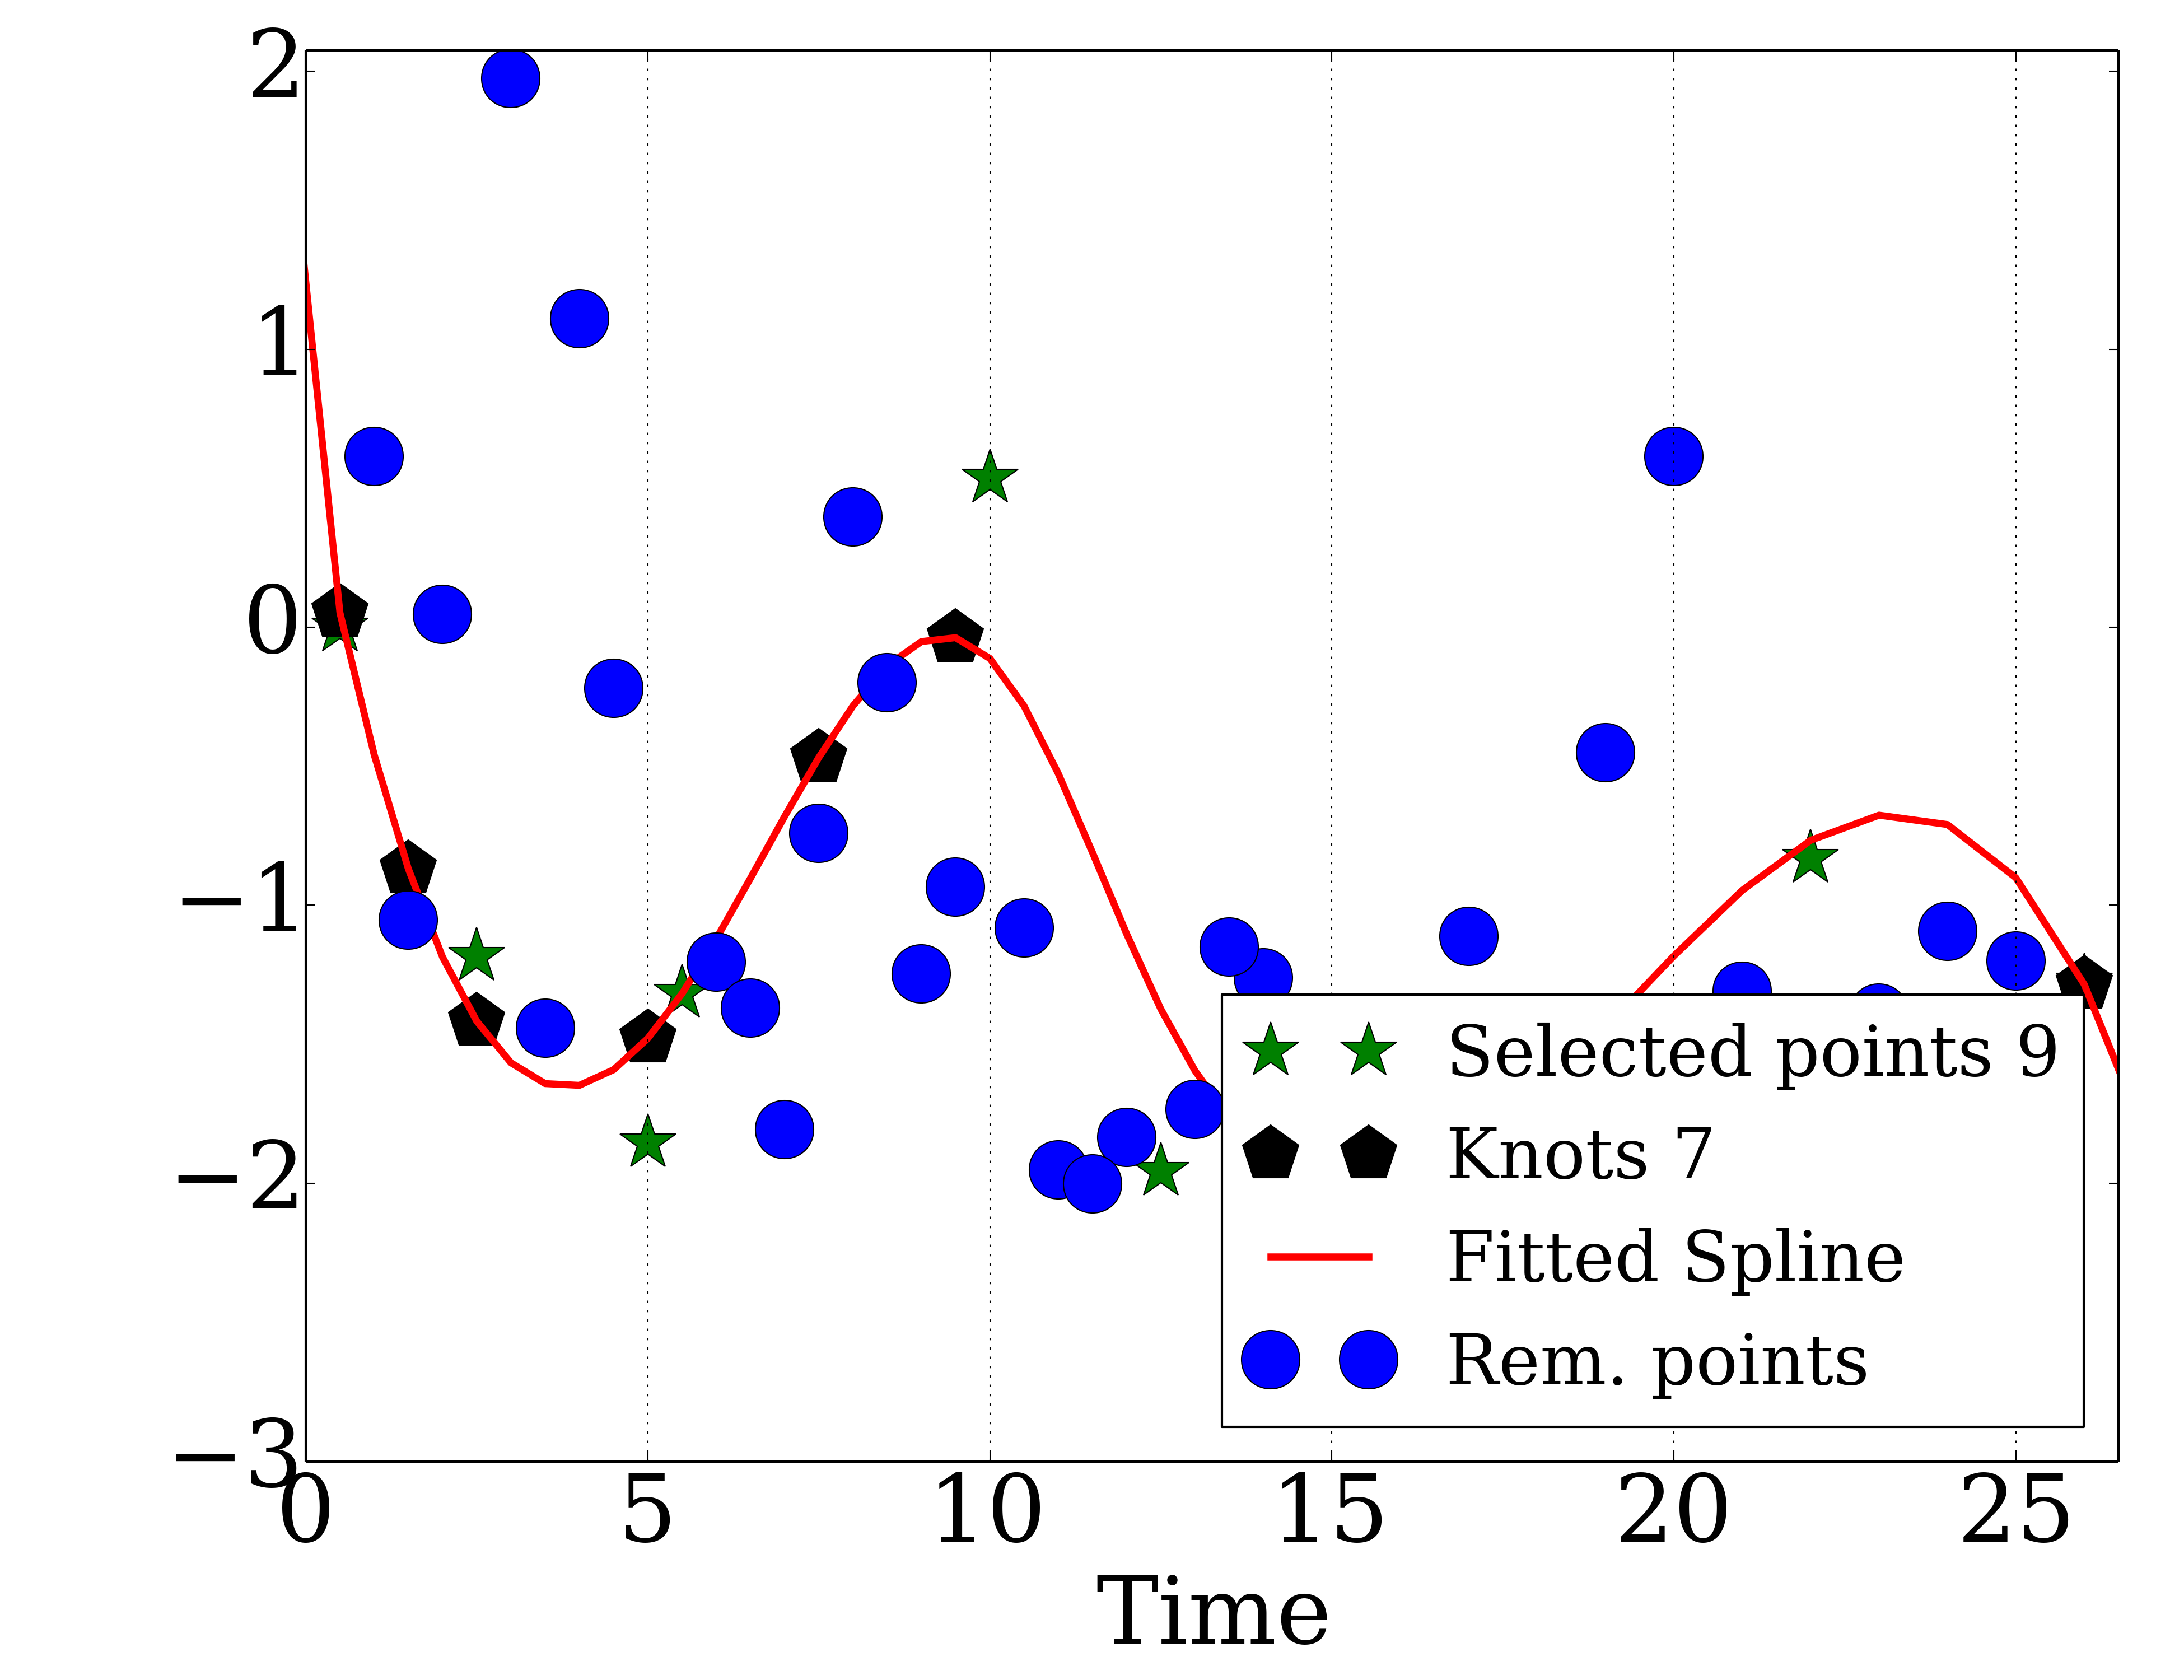 2
1
0
−1
−2
−3
0 5 10 15 20 25
Time
Selected points 9
Knots 7
Fitted Spline
Rem. points